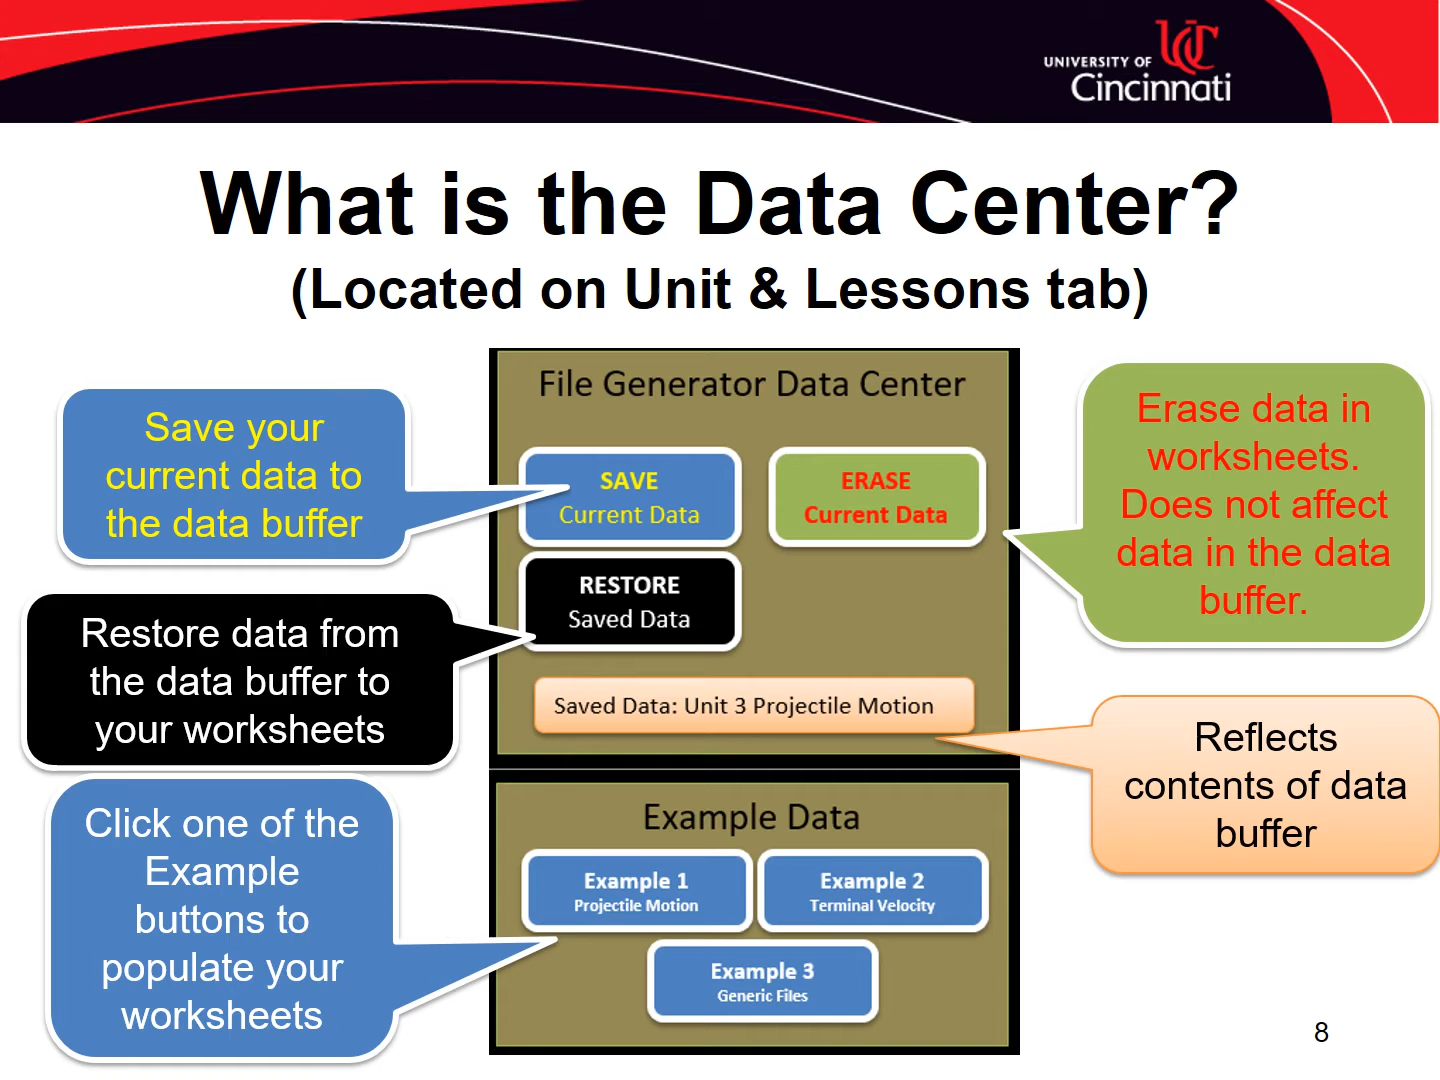 UNIVERSITY OF
Cincinnati
What is the Data Center?
(Located on Unit & Lessons tab)
Save your
current data to
the data buffer
Restore data from
the data buffer to
your worksheets
Click one of the
Example
buttons to
populate your
worksheets
File Generator Data Center
SAVE
Current Data
ERASE
Current Data
RESTORE
Saved Data
Saved Data: Unit 3 Projectile Motion
Example Data
Example 1
Projectile Motion
Example 2
Terminal Velocity
Example 3
Generic Files
Erase data in
worksheets.
Does not affect
data in the data
buffer.
Reflects
contents of data
buffer
8